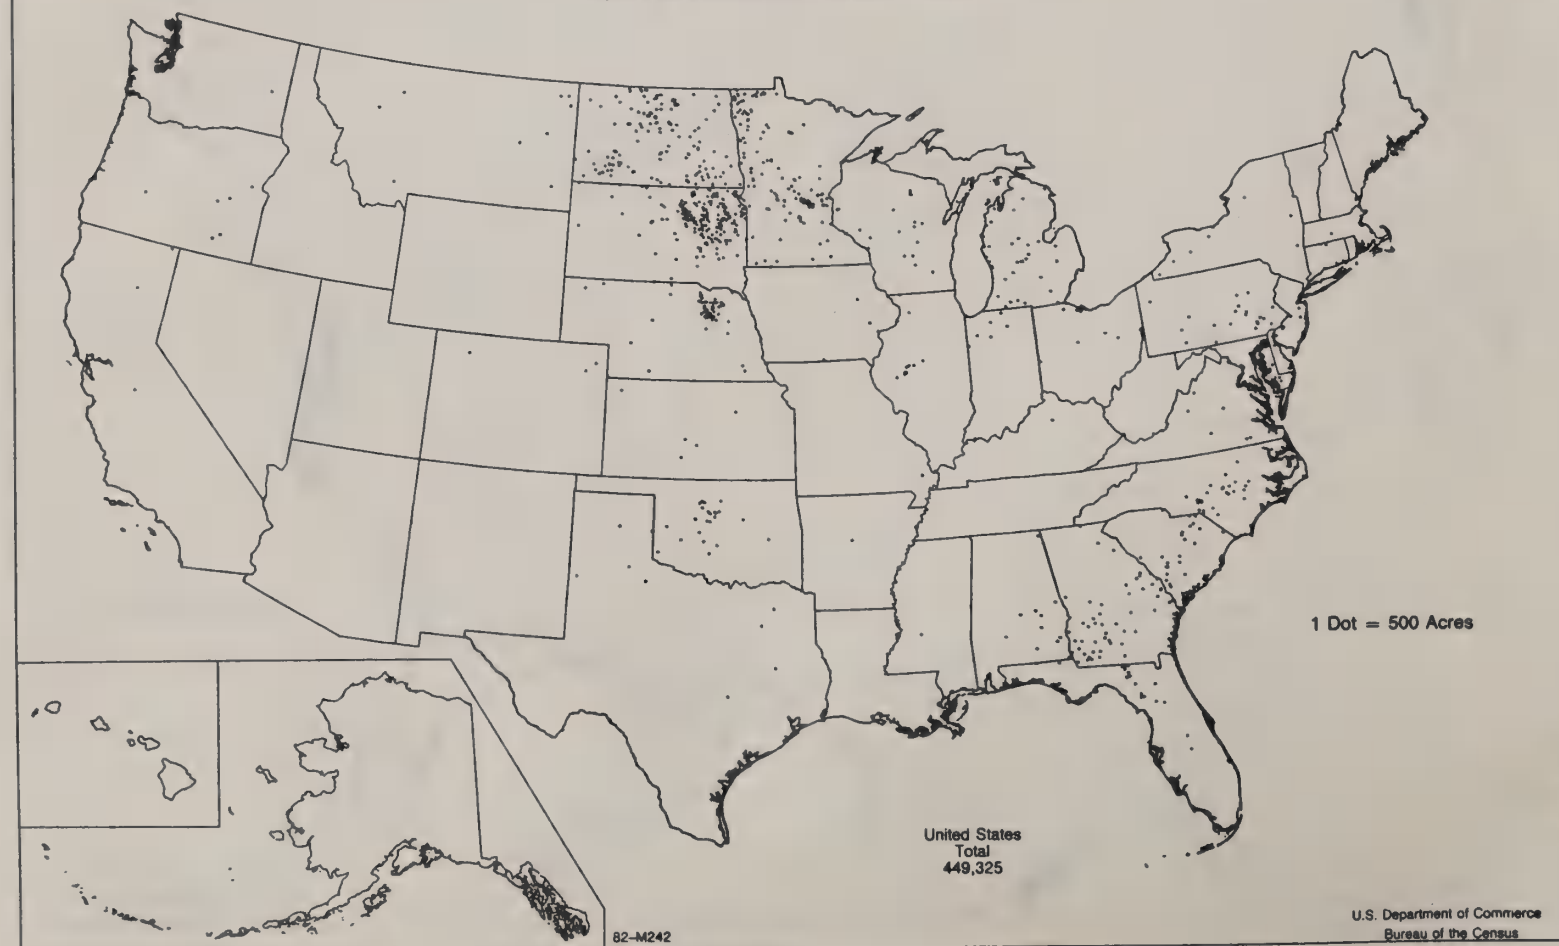 1 Dot = 500 Acres
United States
Total
449,325
82-M242
U.S. Department of Commerce
Bureau of the Census